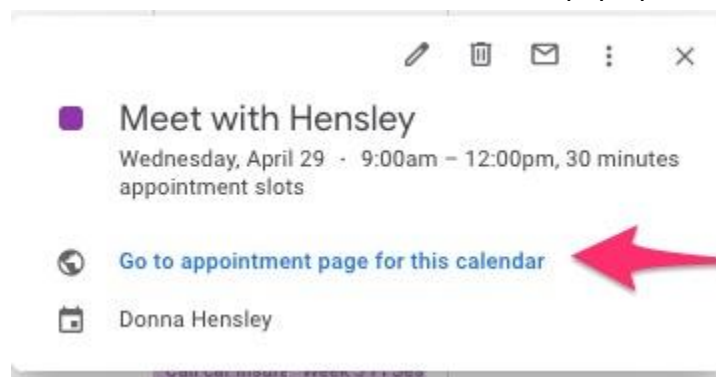 Meet with Hensley
Wednesday, April 29 · 9:00am – 12:00pm, 30 minutes
appointment slots
Go to appointment page for this calendar
Donna Hensley